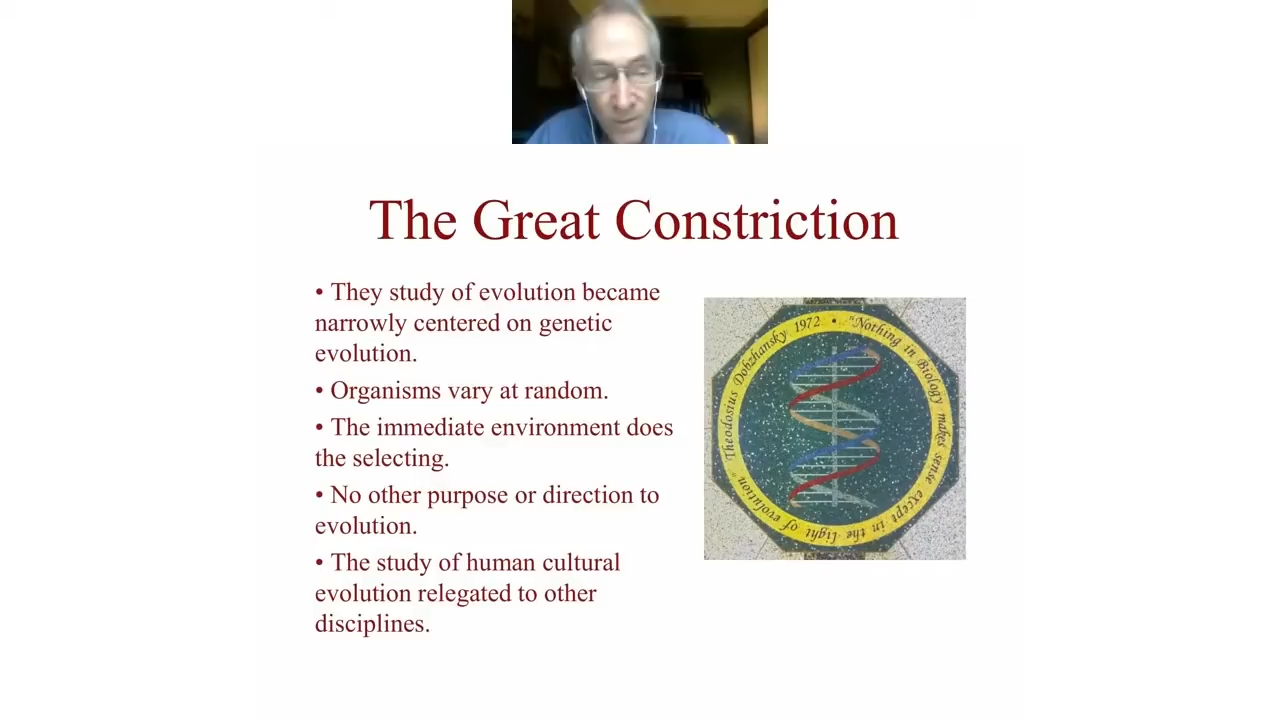 The Great Constriction
• They study of evolution became
narrowly centered on genetic
evolution.
• Organisms vary at random.
• The immediate environment does
the selecting.
• No other purpose or direction to
evolution.
• The study of human cultural
evolution relegated to other
disciplines.
"Nothing in Biology makes sense except in the light of evolution" Theodosius Dobzhansky 1972 •